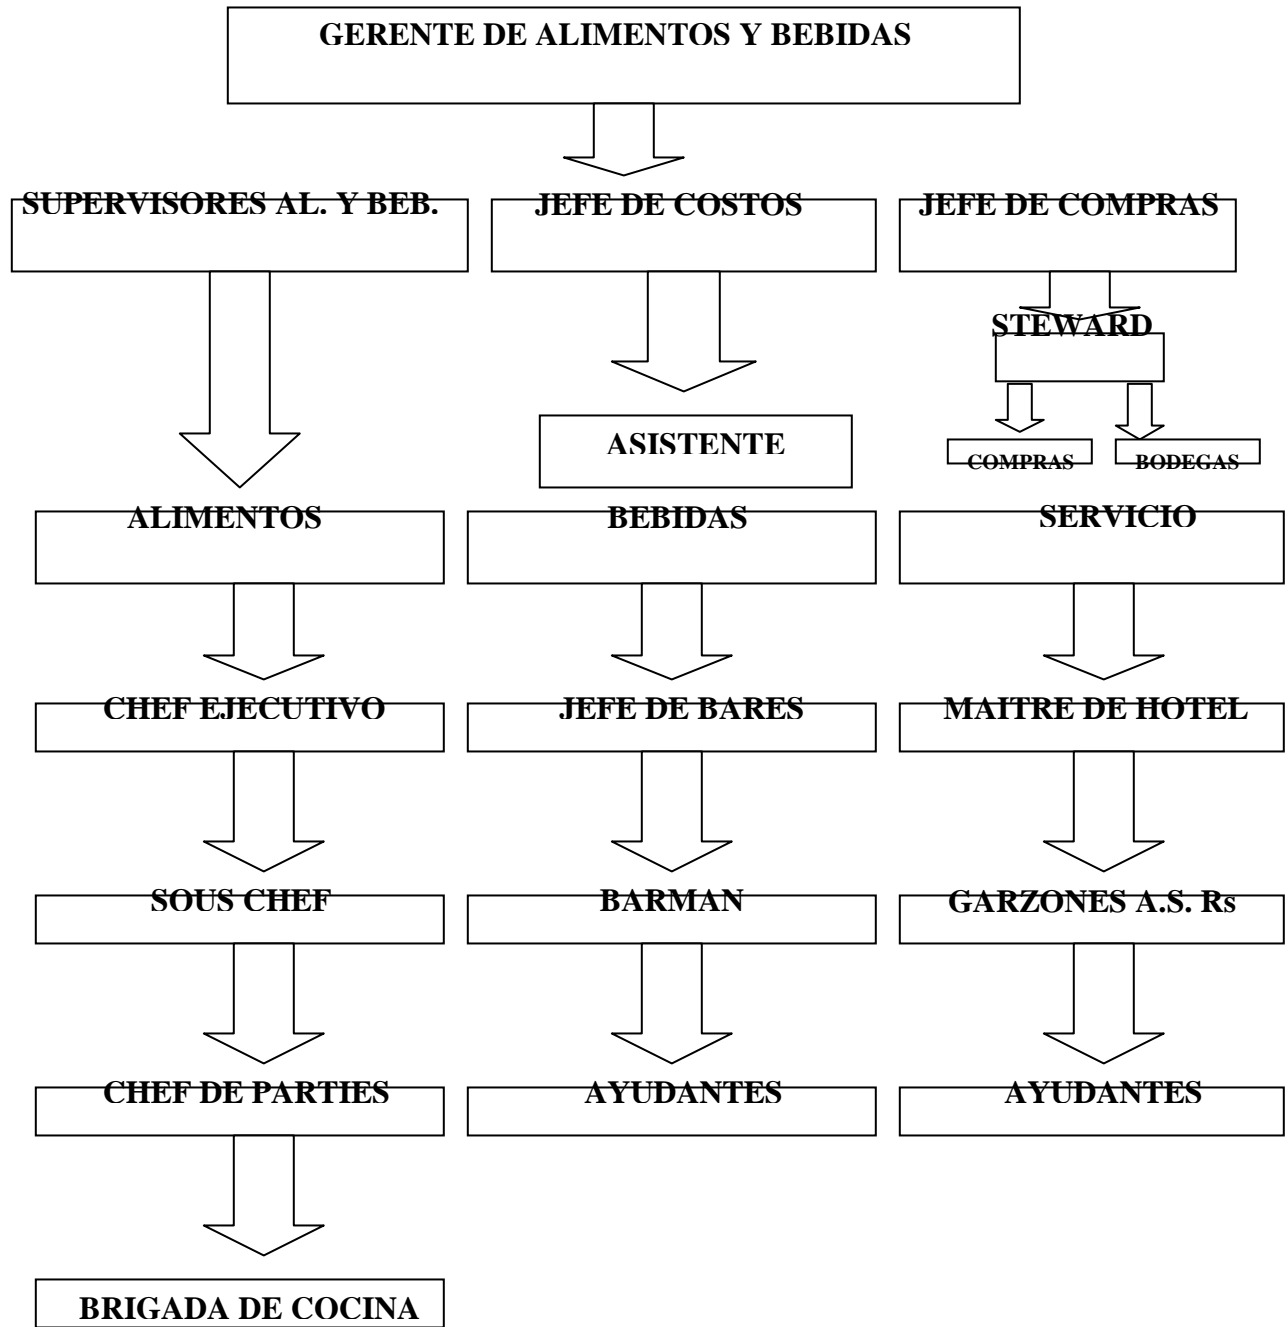 GERENTE DE ALIMENTOS Y BEBIDAS
SUPERVISORES AL. Y BEB.
JEFE DE COSTOS
JEFE DE COMPRAS
STEWARD
ASISTENTE
COMPRAS
BODEGAS
ALIMENTOS
BEBIDAS
SERVICIO
CHEF EJECUTIVO
JEFE DE BARES
MAITRE DE HOTEL
SOUS CHEF
BARMAN
GARZONES A.S. Rs
CHEF DE PARTIES
AYUDANTES
AYUDANTES
BRIGADA DE COCINA